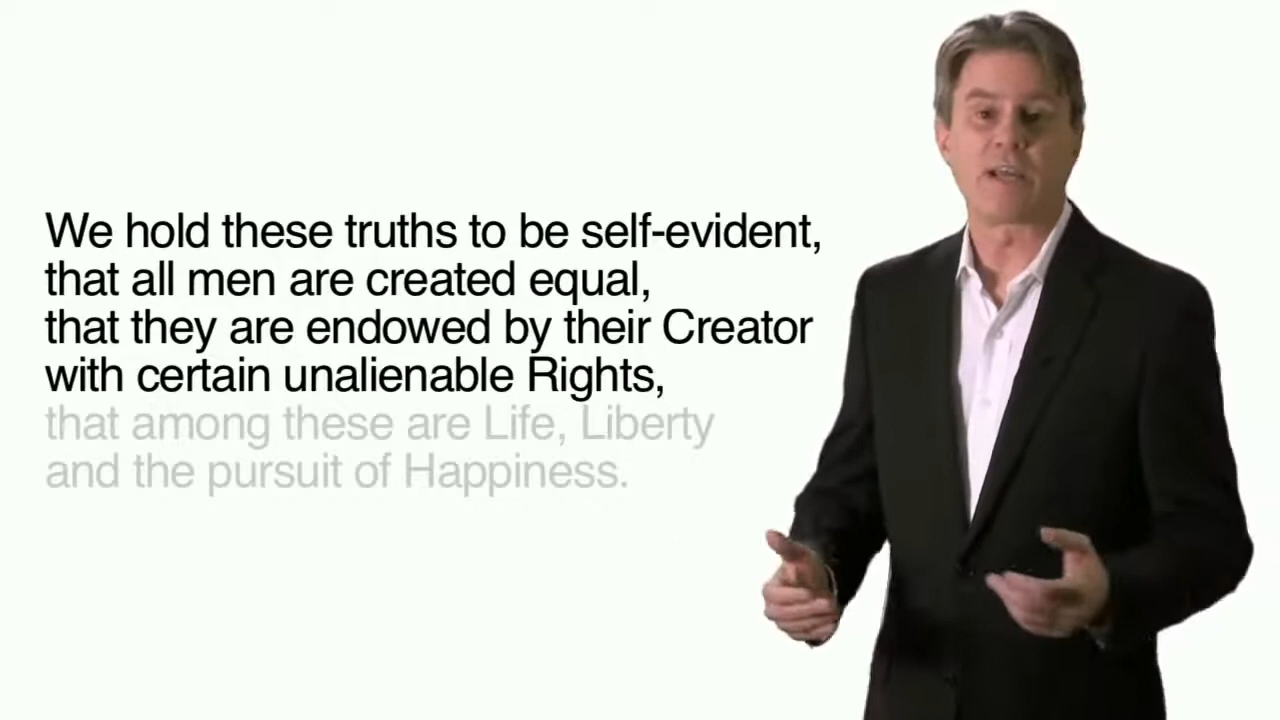 We hold these truths to be self-evident,
that all men are created equal,
that they are endowed by their Creator
with certain unalienable Rights,
that among these are Life, Liberty
and the pursuit of Happiness.